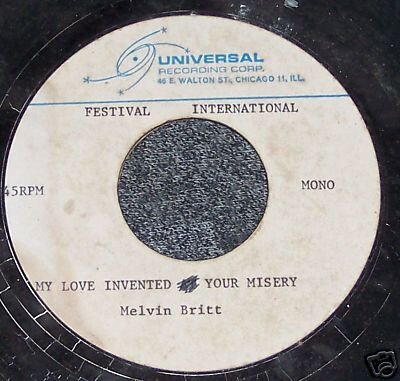 UNIVERSAL
RECORDING CORP.
46 E. WALTON ST., CHICAGO 11, ILL.
FESTIVAL INTERNATIONAL
45RPM MONO
MY LOVE INVENTED YOUR MISERY
Melvin Britt